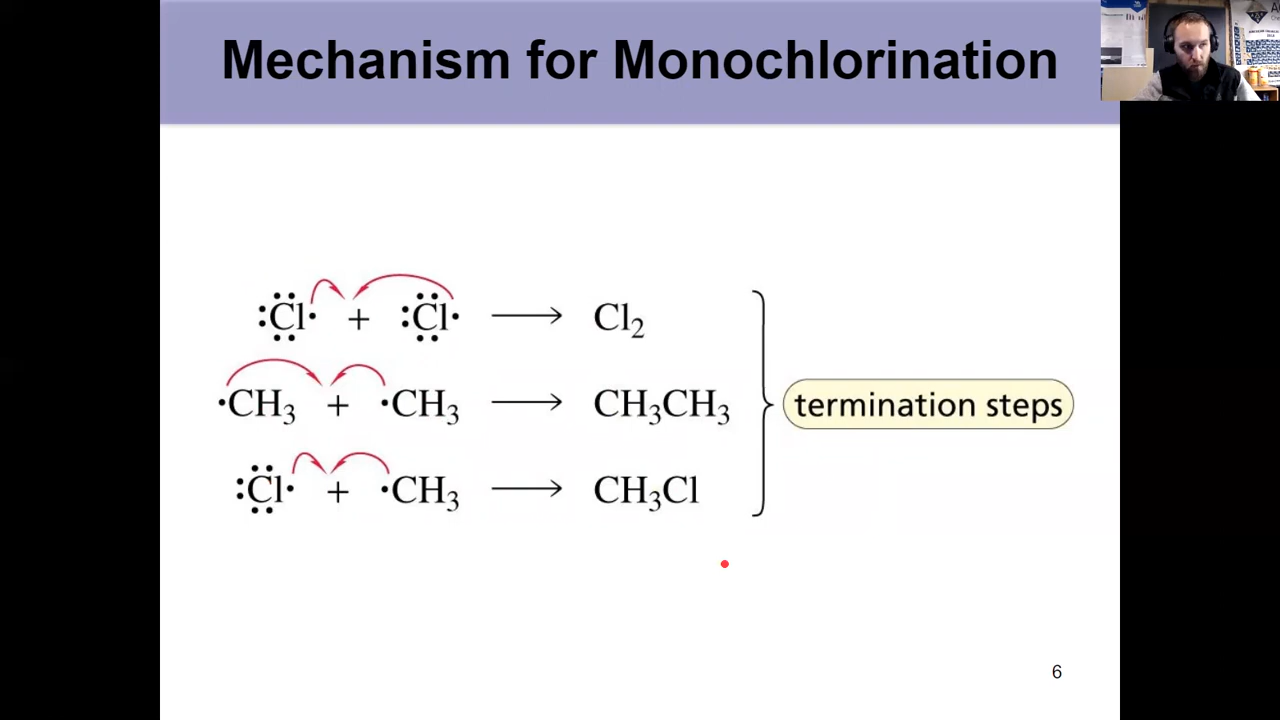 Mechanism for Monochlorination
:Cl· + :Cl· ⟶ Cl₂
·CH₃ + ·CH₃ ⟶ CH₃CH₃
:Cl· + ·CH₃ ⟶ CH₃Cl
termination steps
6